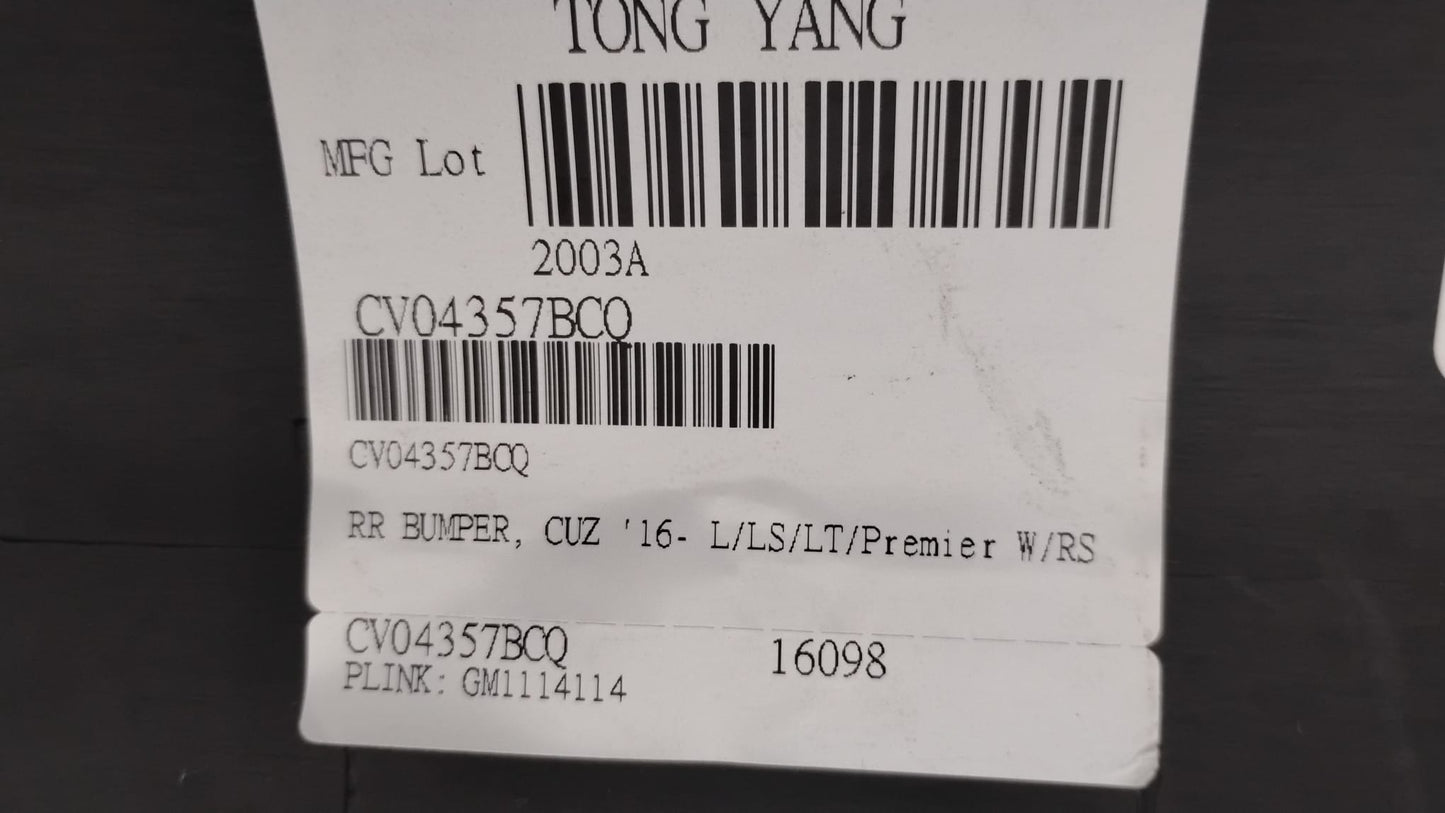 TONG YANG
MFG Lot
2003A
CV04357BCQ
CV04357BCQ
RR BUMPER, CUZ '16- L/LS/LT/Premier W/RS
CV04357BCQ 16098
PLINK: GM1114114